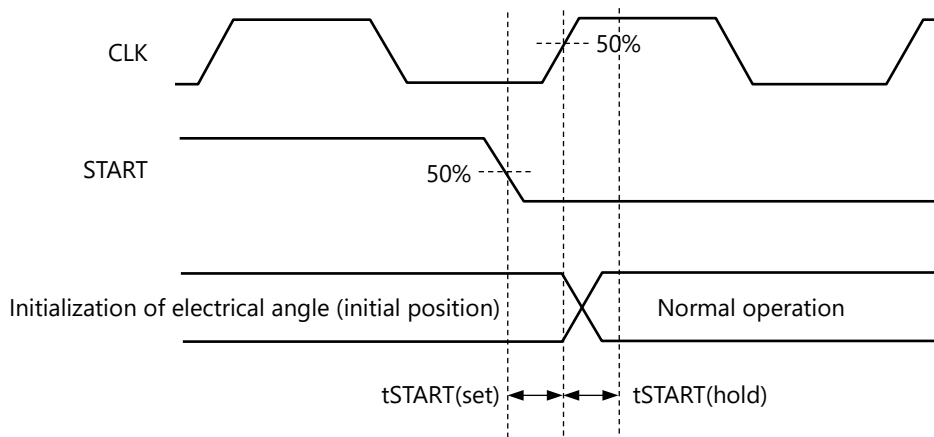 CLK
50%
START
50%
Initialization of electrical angle (initial position)
Normal operation
tSTART(set)
tSTART(hold)